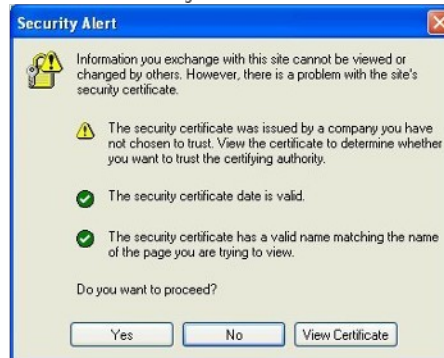 Security Alert
Information you exchange with this site cannot be viewed or
changed by others. However, there is a problem with the site's
security certificate.
The security certificate was issued by a company you have
not chosen to trust. View the certificate to determine whether
you want to trust the certifying authority.
The security certificate date is valid.
The security certificate has a valid name matching the name
of the page you are trying to view.
Do you want to proceed?
Yes No View Certificate